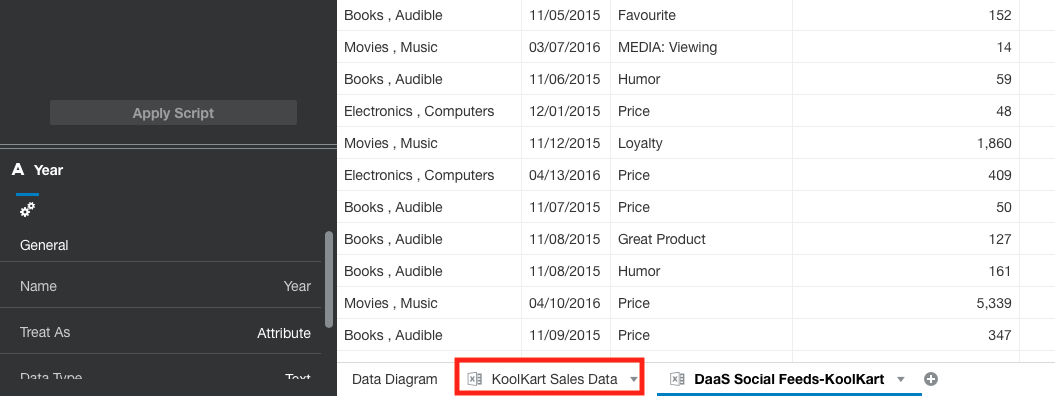 Apply Script
A Year
General
Name Year
Treat As Attribute
Data Type Text
Books , Audible 11/05/2015 Favourite 152
Movies , Music 03/07/2016 MEDIA: Viewing 14
Books , Audible 11/06/2015 Humor 59
Electronics , Computers 12/01/2015 Price 48
Movies , Music 11/12/2015 Loyalty 1,860
Electronics , Computers 04/13/2016 Price 409
Books , Audible 11/07/2015 Price 50
Books , Audible 11/08/2015 Great Product 127
Books , Audible 11/08/2015 Humor 161
Movies , Music 04/10/2016 Price 5,339
Books , Audible 11/09/2015 Price 347
Data Diagram KoolKart Sales Data DaaS Social Feeds-KoolKart